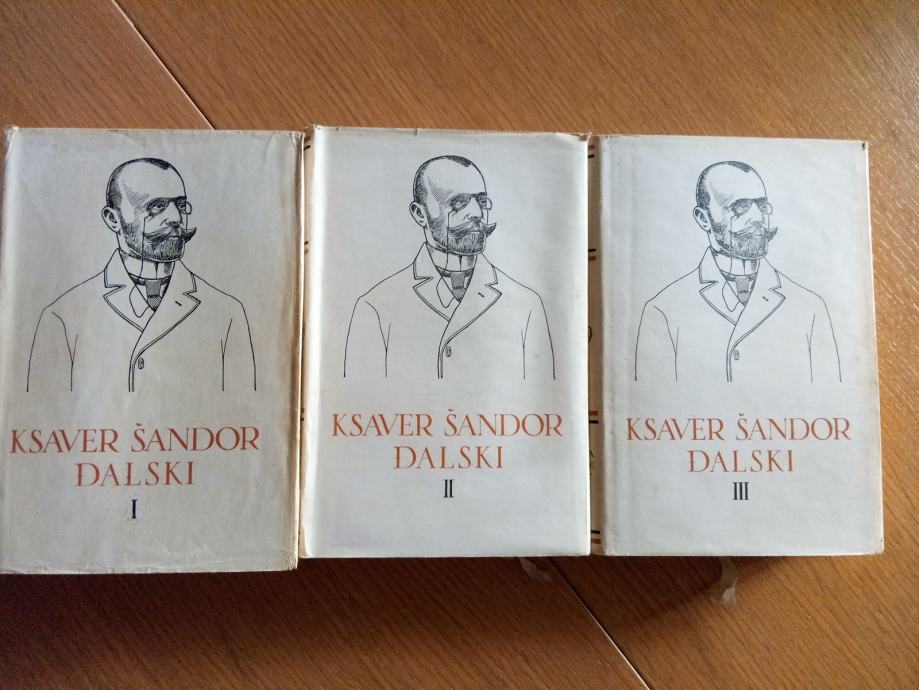 KSAVER ŠANDOR
ĐALSKI
I
KSAVER ŠANDOR
ĐALSKI
II
KSAVER ŠANDOR
ĐALSKI
III